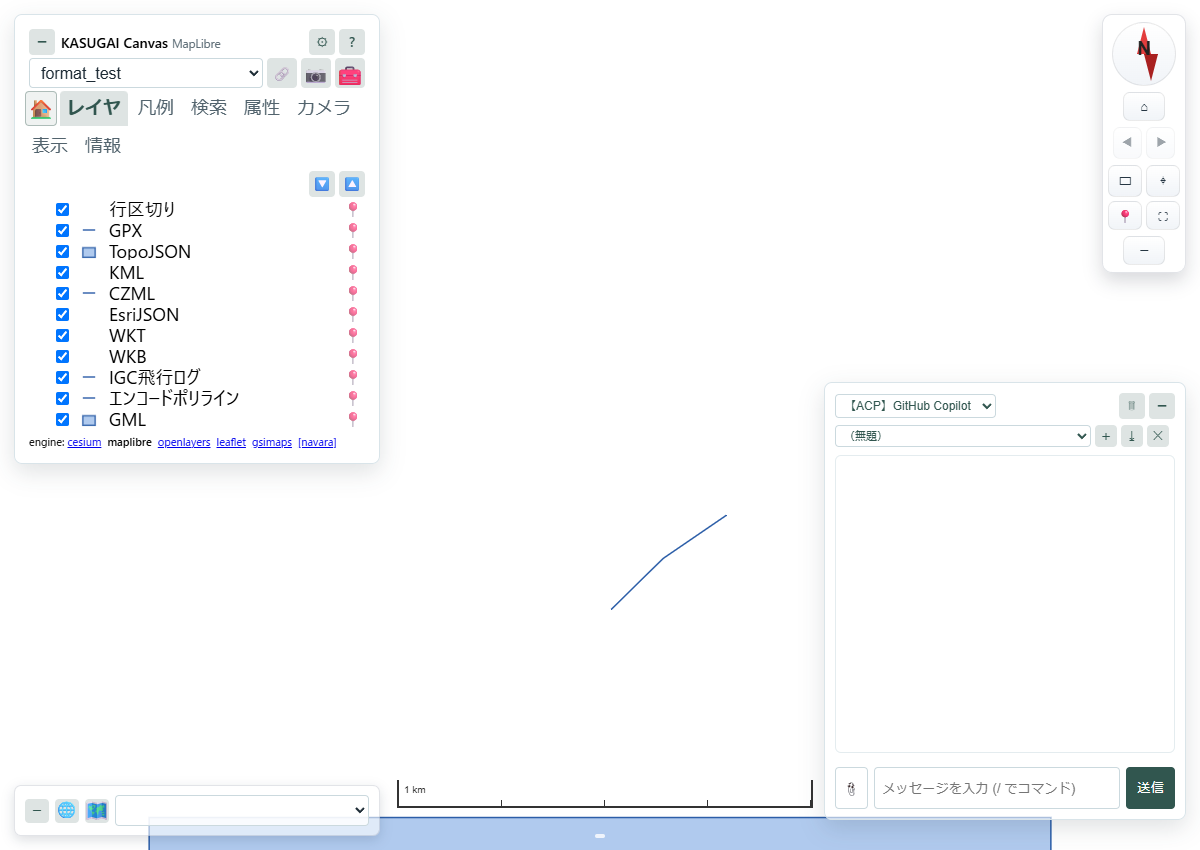 − KASUGAI Canvas MapLibre ⚙ ?
format_test
レイヤ 凡例 検索 属性 カメラ
表示 情報
行区切り
GPX
TopoJSON
KML
CZML
EsriJSON
WKT
WKB
IGC飛行ログ
エンコードポリライン
GML
engine: cesium maplibre openlayers leaflet gsimaps [navara]
N
【ACP】GitHub Copilot
（無題）
メッセージを入力 (/ でコマンド)
送信
1 km